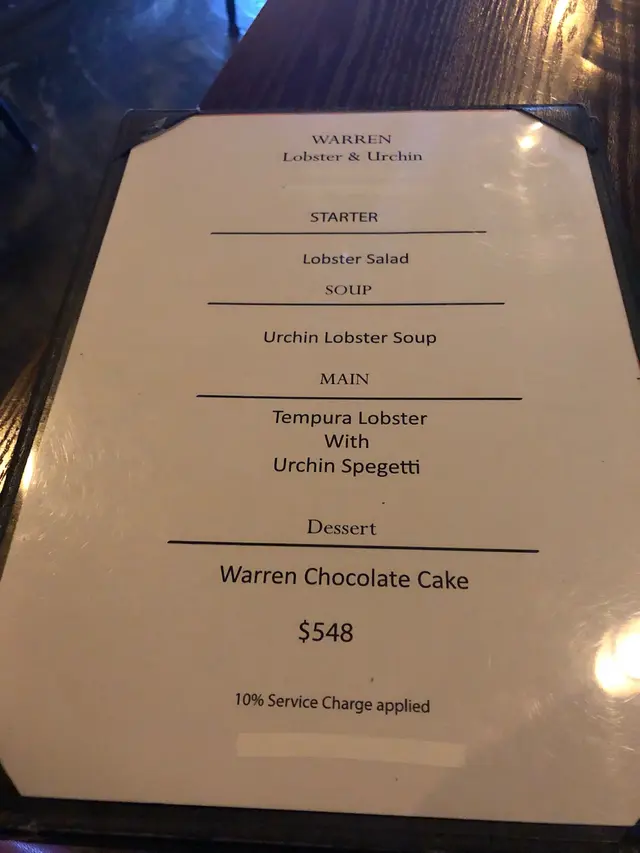 WARREN
Lobster & Urchin
STARTER
Lobster Salad
SOUP
Urchin Lobster Soup
MAIN
Tempura Lobster
With
Urchin Spegetti
Dessert
Warren Chocolate Cake
$548
10% Service Charge applied